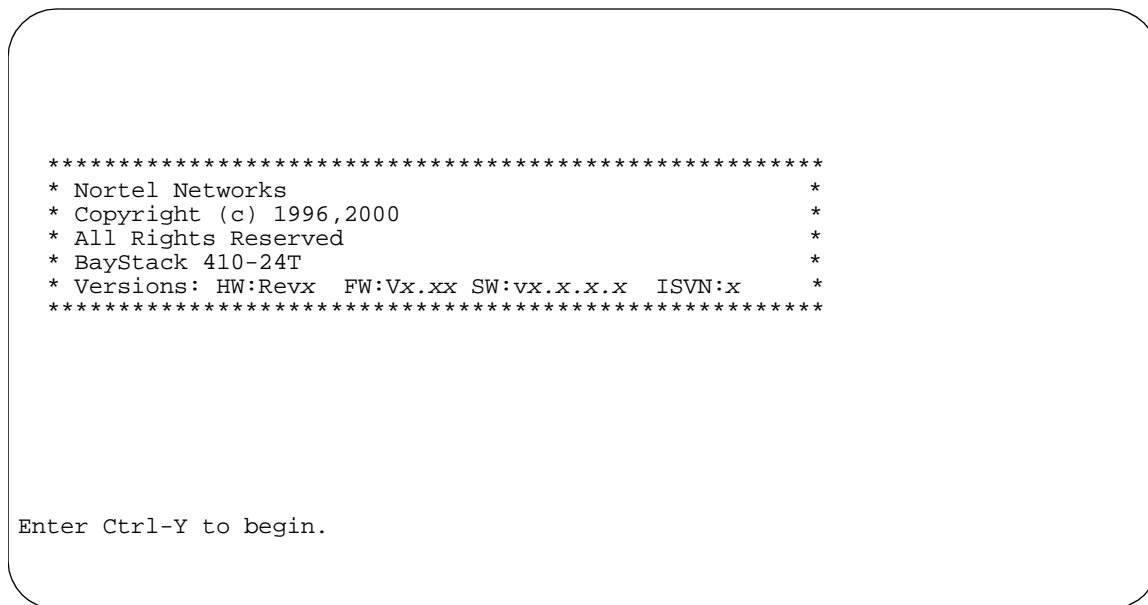 *******************************************************
* Nortel Networks                                     *
* Copyright (c) 1996,2000                             *
* All Rights Reserved                                 *
* BayStack 410-24T                                    *
* Versions: HW:Revx  FW:Vx.xx SW:vx.x.x.x  ISVN:x     *
*******************************************************
Enter Ctrl-Y to begin.